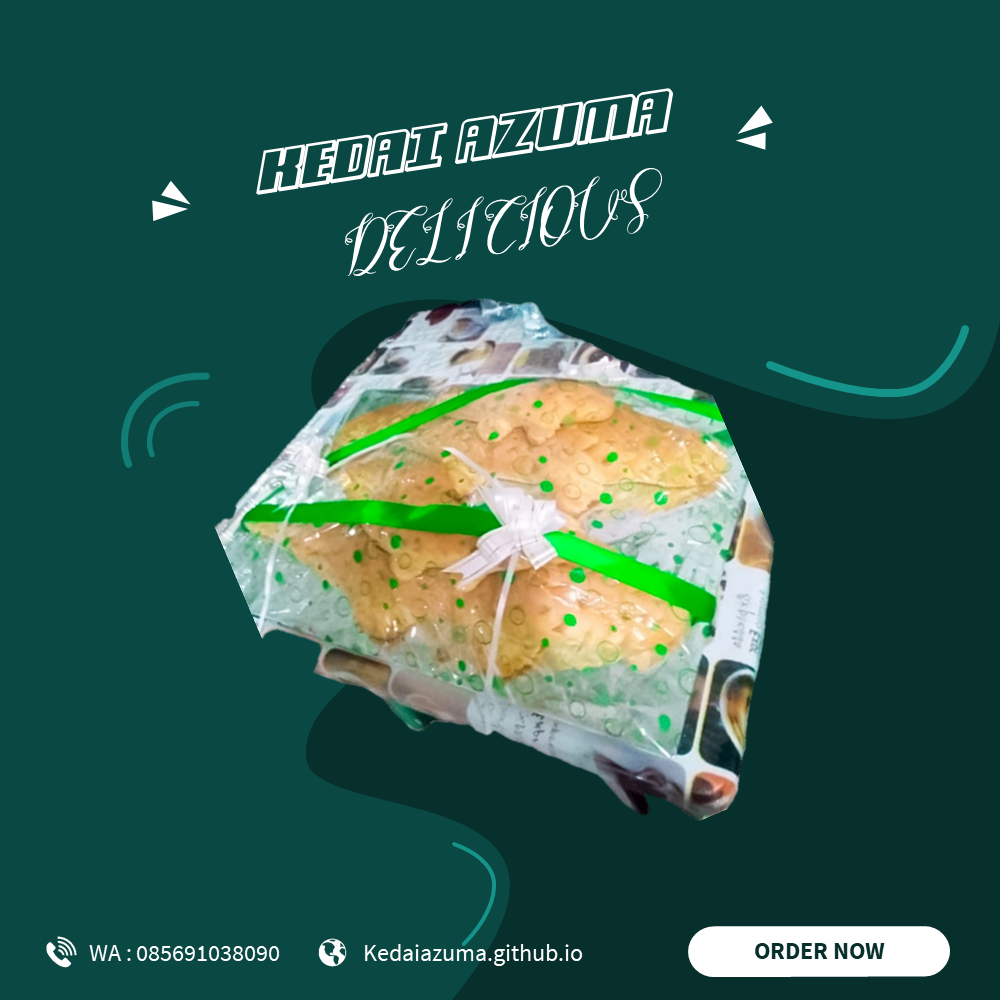 KEDAI AZUMA
DELICIOUS
WA : 085691038090
Kedaiazuma.github.io
ORDER NOW